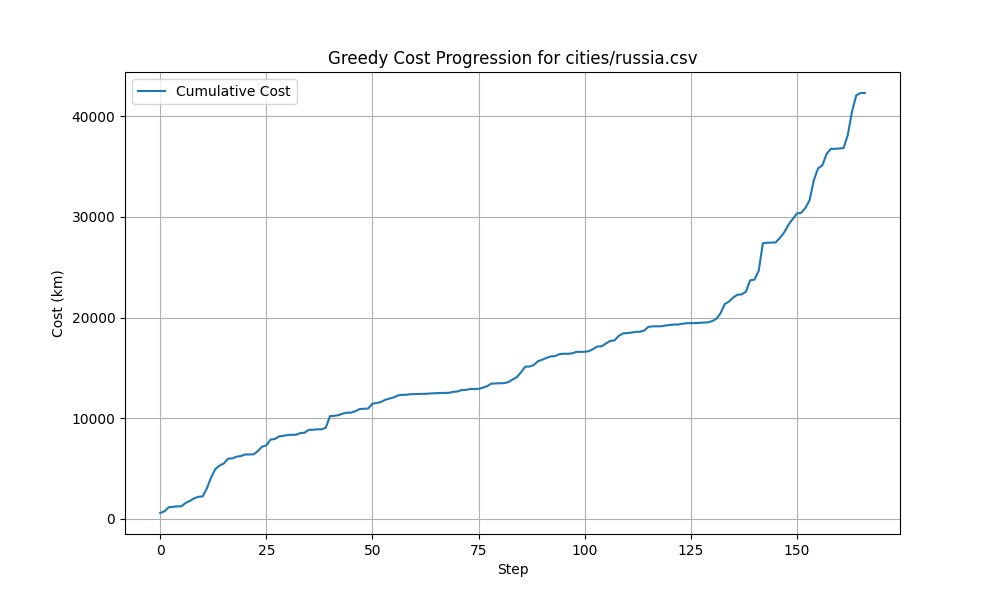 Greedy Cost Progression for cities/russia.csv
Cumulative Cost
Cost (km)
40000
30000
20000
10000
0
0 25 50 75 100 125 150
Step